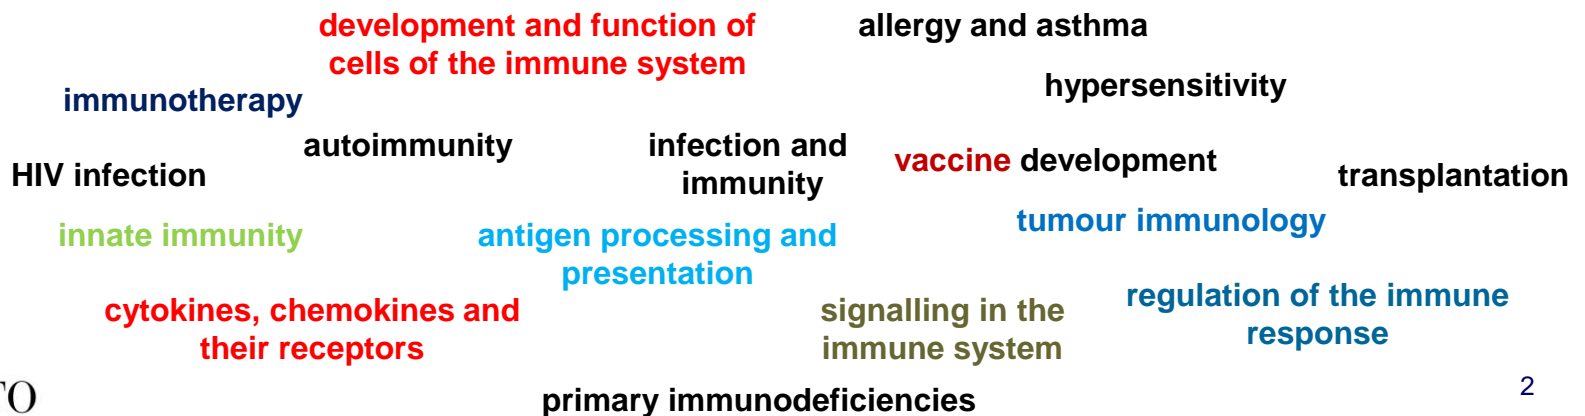 development and function of
cells of the immune system
allergy and asthma
hypersensitivity
immunotherapy
autoimmunity
infection and
immunity
vaccine development
HIV infection
transplantation
innate immunity
antigen processing and
presentation
tumour immunology
cytokines, chemokines and
their receptors
signalling in the
immune system
regulation of the immune
response
primary immunodeficiencies
2
TO